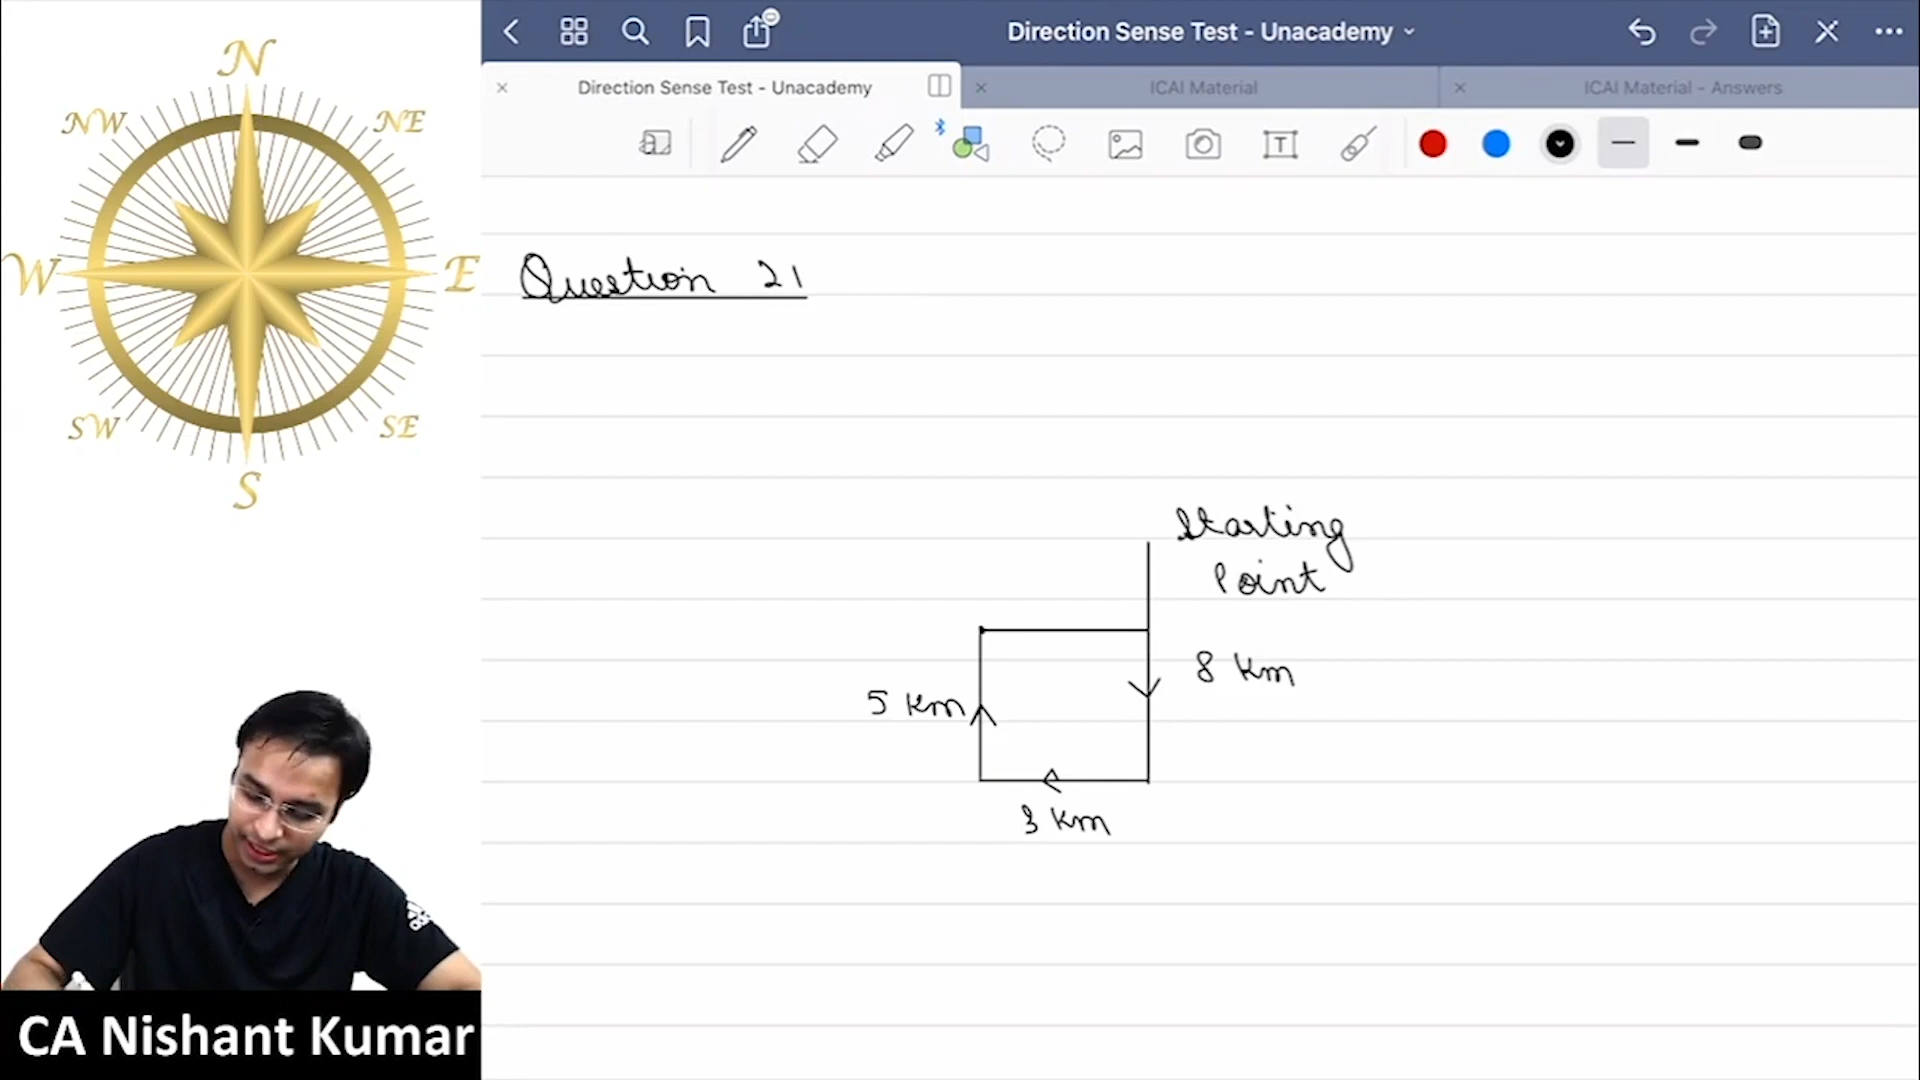 N
NW
NE
W
E
SW
SE
S
Direction Sense Test - Unacademy
Direction Sense Test - Unacademy
ICAI Material
ICAI Material - Answers
T
Question 21
Starting
Point
8 Km
5 Km
3 Km
CA Nishant Kumar